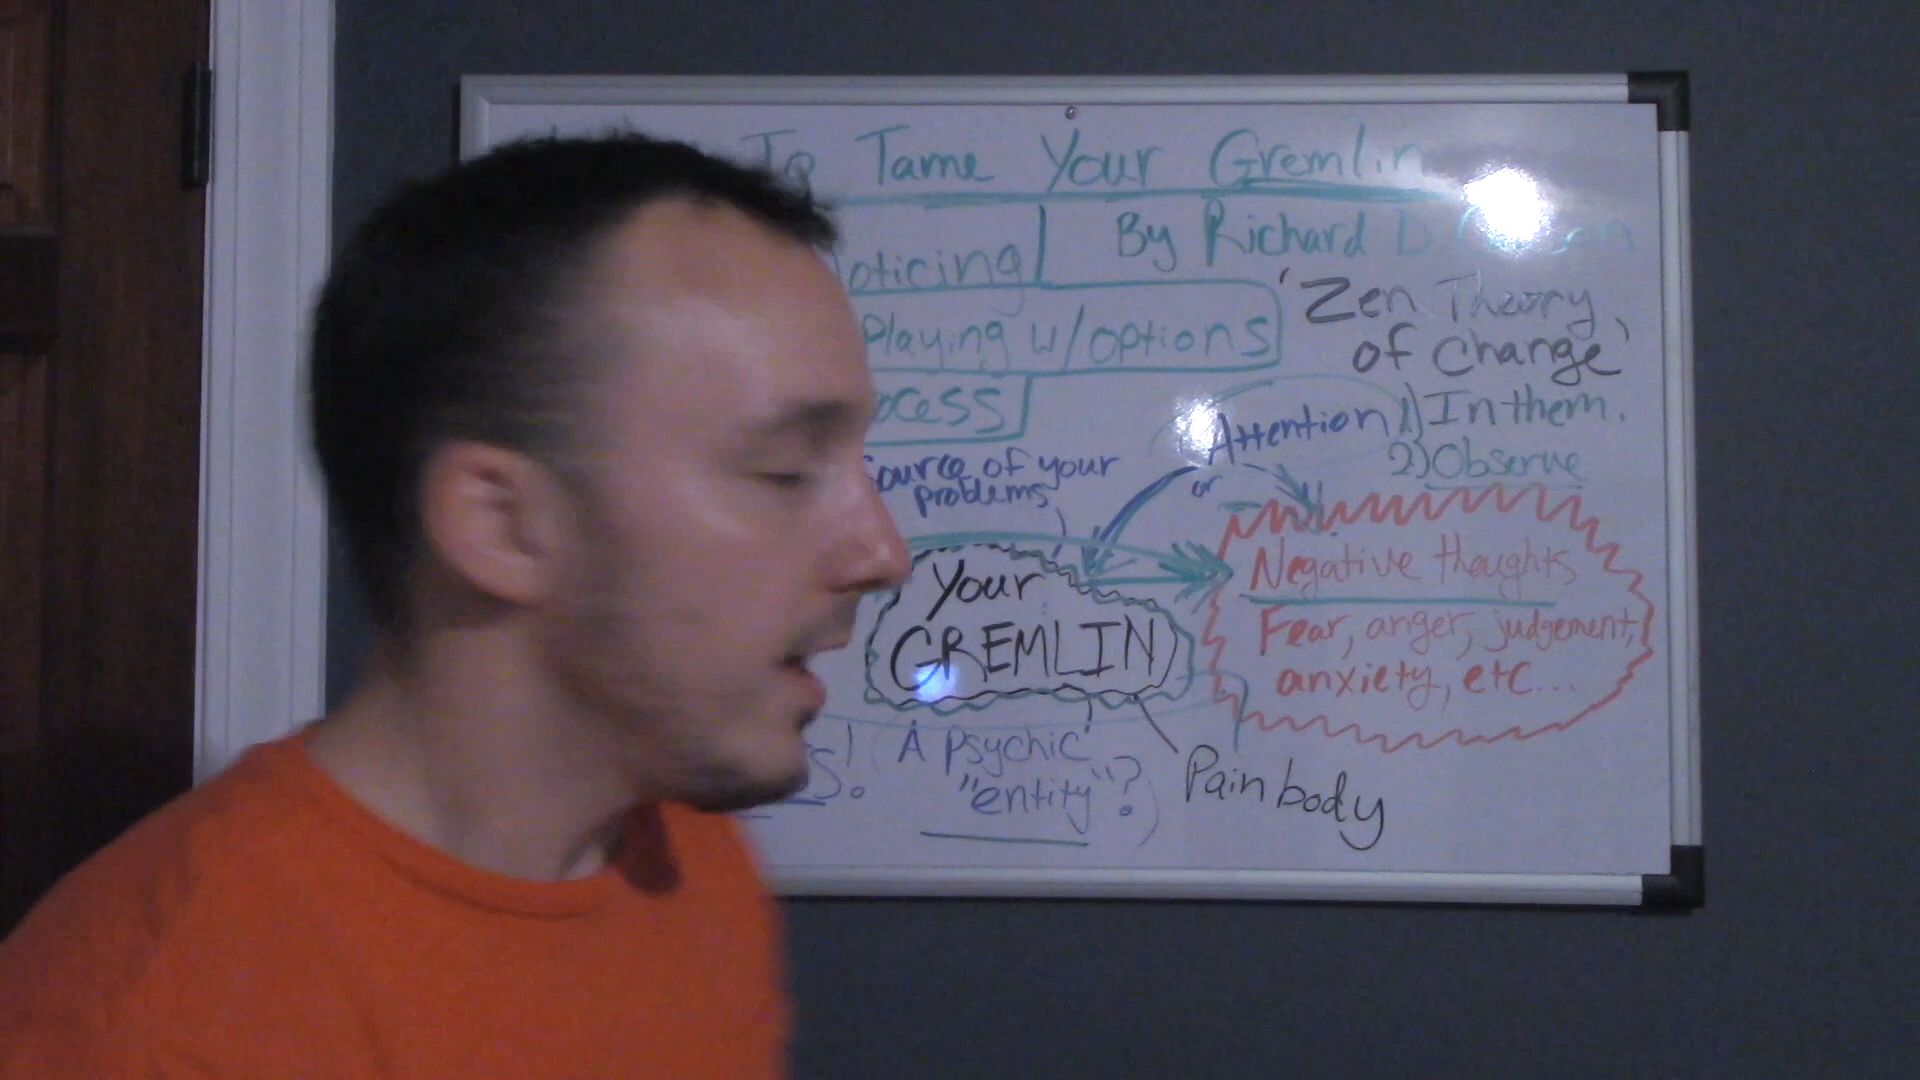 To Tame Your Gremlin
By Richard D
oticing
'Zen Theory
Playing w/options
of change'
ocess
Attention
1) In them.
2) Observe
Source of your
problems
or
Your
GREMLIN
Negative thoughts
Fear, anger, judgement,
anxiety, etc...
S!
(A psychic
"entity"?)
Pain body